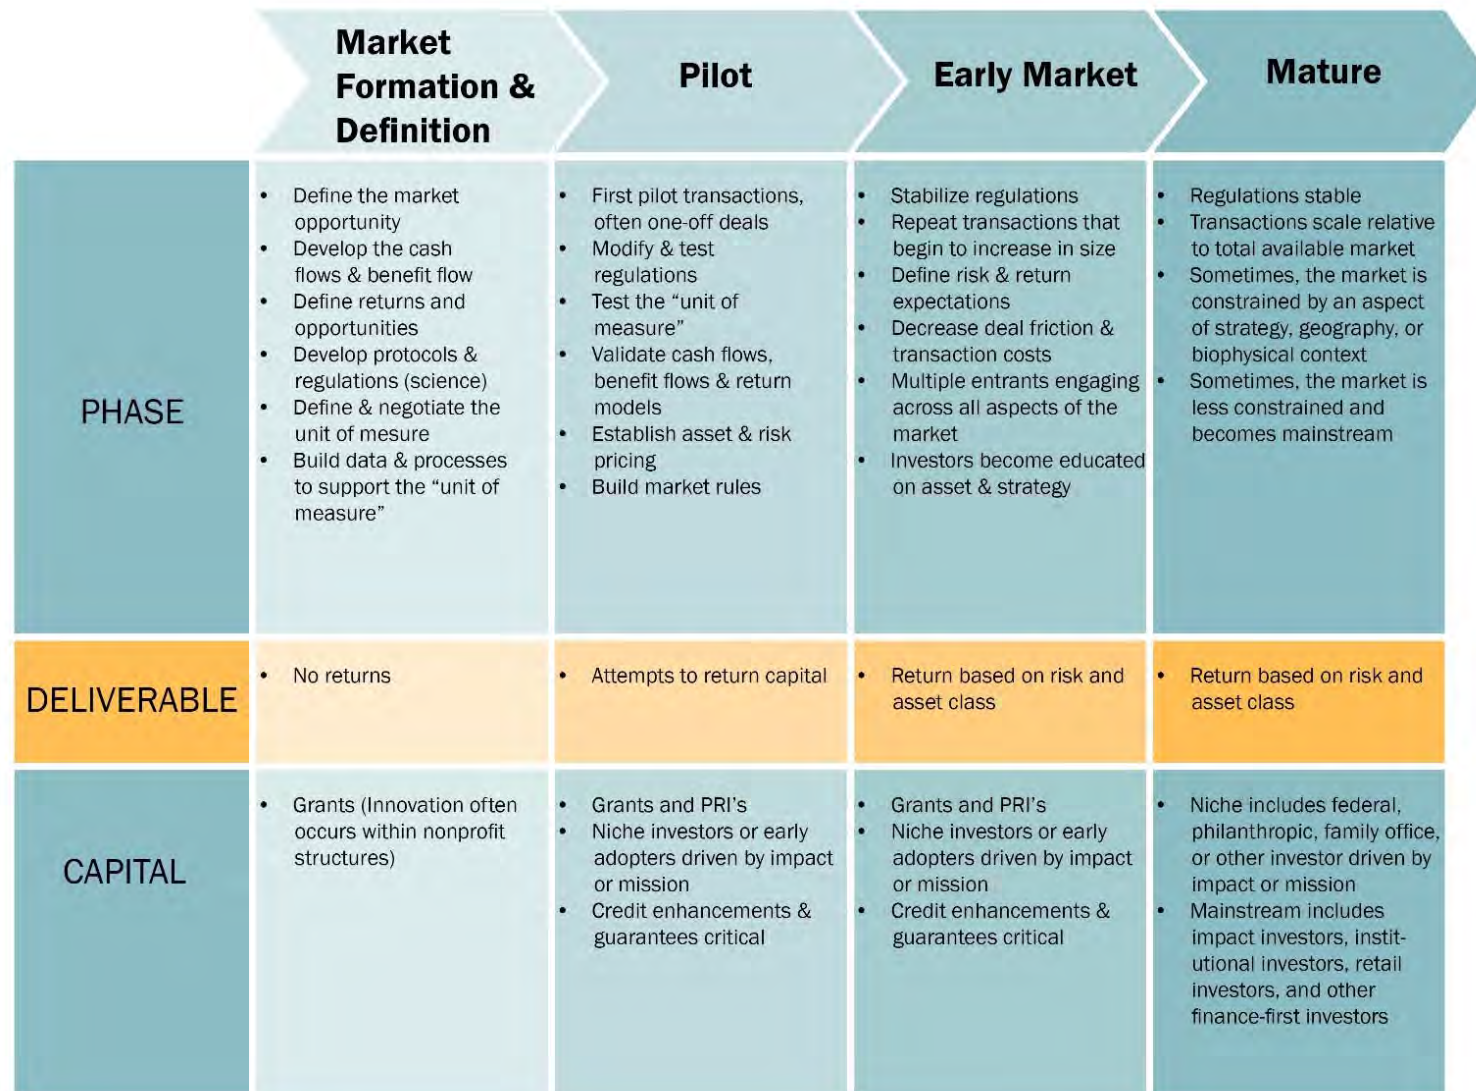 Market
Formation &
Definition
Pilot
Early Market
Mature
PHASE
• Define the market
opportunity
• Develop the cash
flows & benefit flow
• Define returns and
opportunities
• Develop protocols &
regulations (science)
• Define & negotiate the
unit of mesure
• Build data & processes
to support the “unit of
measure”
• First pilot transactions,
often one-off deals
• Modify & test
regulations
• Test the “unit of
measure”
• Validate cash flows,
benefit flows & return
models
• Establish asset & risk
pricing
• Build market rules
• Stabilize regulations
• Repeat transactions that
begin to increase in size
• Define risk & return
expectations
• Decrease deal friction &
transaction costs
• Multiple entrants engaging
across all aspects of the
market
• Investors become educated
on asset & strategy
• Regulations stable
• Transactions scale relative
to total available market
• Sometimes, the market is
constrained by an aspect
of strategy, geography, or
biophysical context
• Sometimes, the market is
less constrained and
becomes mainstream
DELIVERABLE
• No returns
• Attempts to return capital
• Return based on risk and
asset class
• Return based on risk and
asset class
CAPITAL
• Grants (Innovation often
occurs within nonprofit
structures)
• Grants and PRI’s
• Niche investors or early
adopters driven by impact
or mission
• Credit enhancements &
guarantees critical
• Grants and PRI’s
• Niche investors or early
adopters driven by impact
or mission
• Credit enhancements &
guarantees critical
• Niche includes federal,
philanthropic, family office,
or other investor driven by
impact or mission
• Mainstream includes
impact investors, instit-
utional investors, retail
investors, and other
finance-first investors